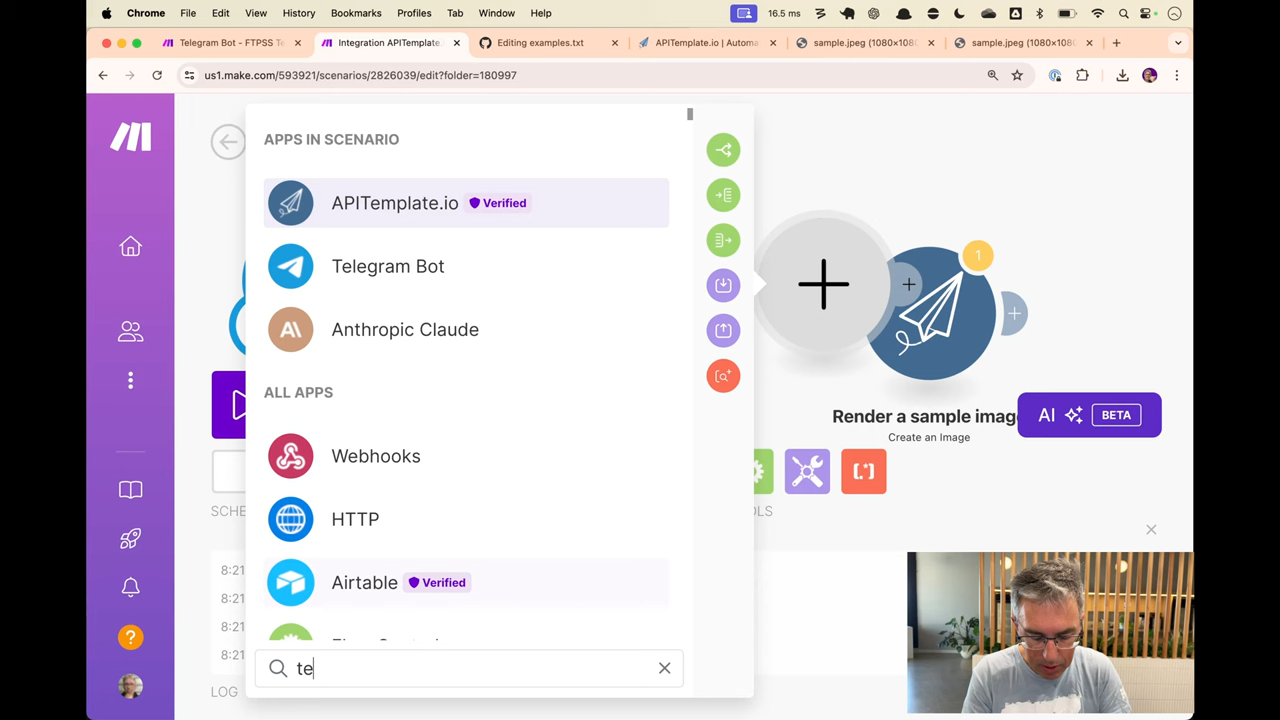 Chrome File Edit View History Bookmarks Profiles Tab Window Help 16.5 ms
Telegram Bot - FTPSS Te
Integration APITemplate.
Editing examples.txt
APITemplate.io | Automa
sample.jpeg (1080×1080
sample.jpeg (1080×1080
us1.make.com/593921/scenarios/2826039/edit?folder=180997
APPS IN SCENARIO
APITemplate.io Verified
Telegram Bot
Anthropic Claude
ALL APPS
Webhooks
HTTP
Airtable Verified
te
1
Render a sample imag
Create an Image
AI BETA
SCHE
OLS
8:21
8:21
8:21
8:21
LOG